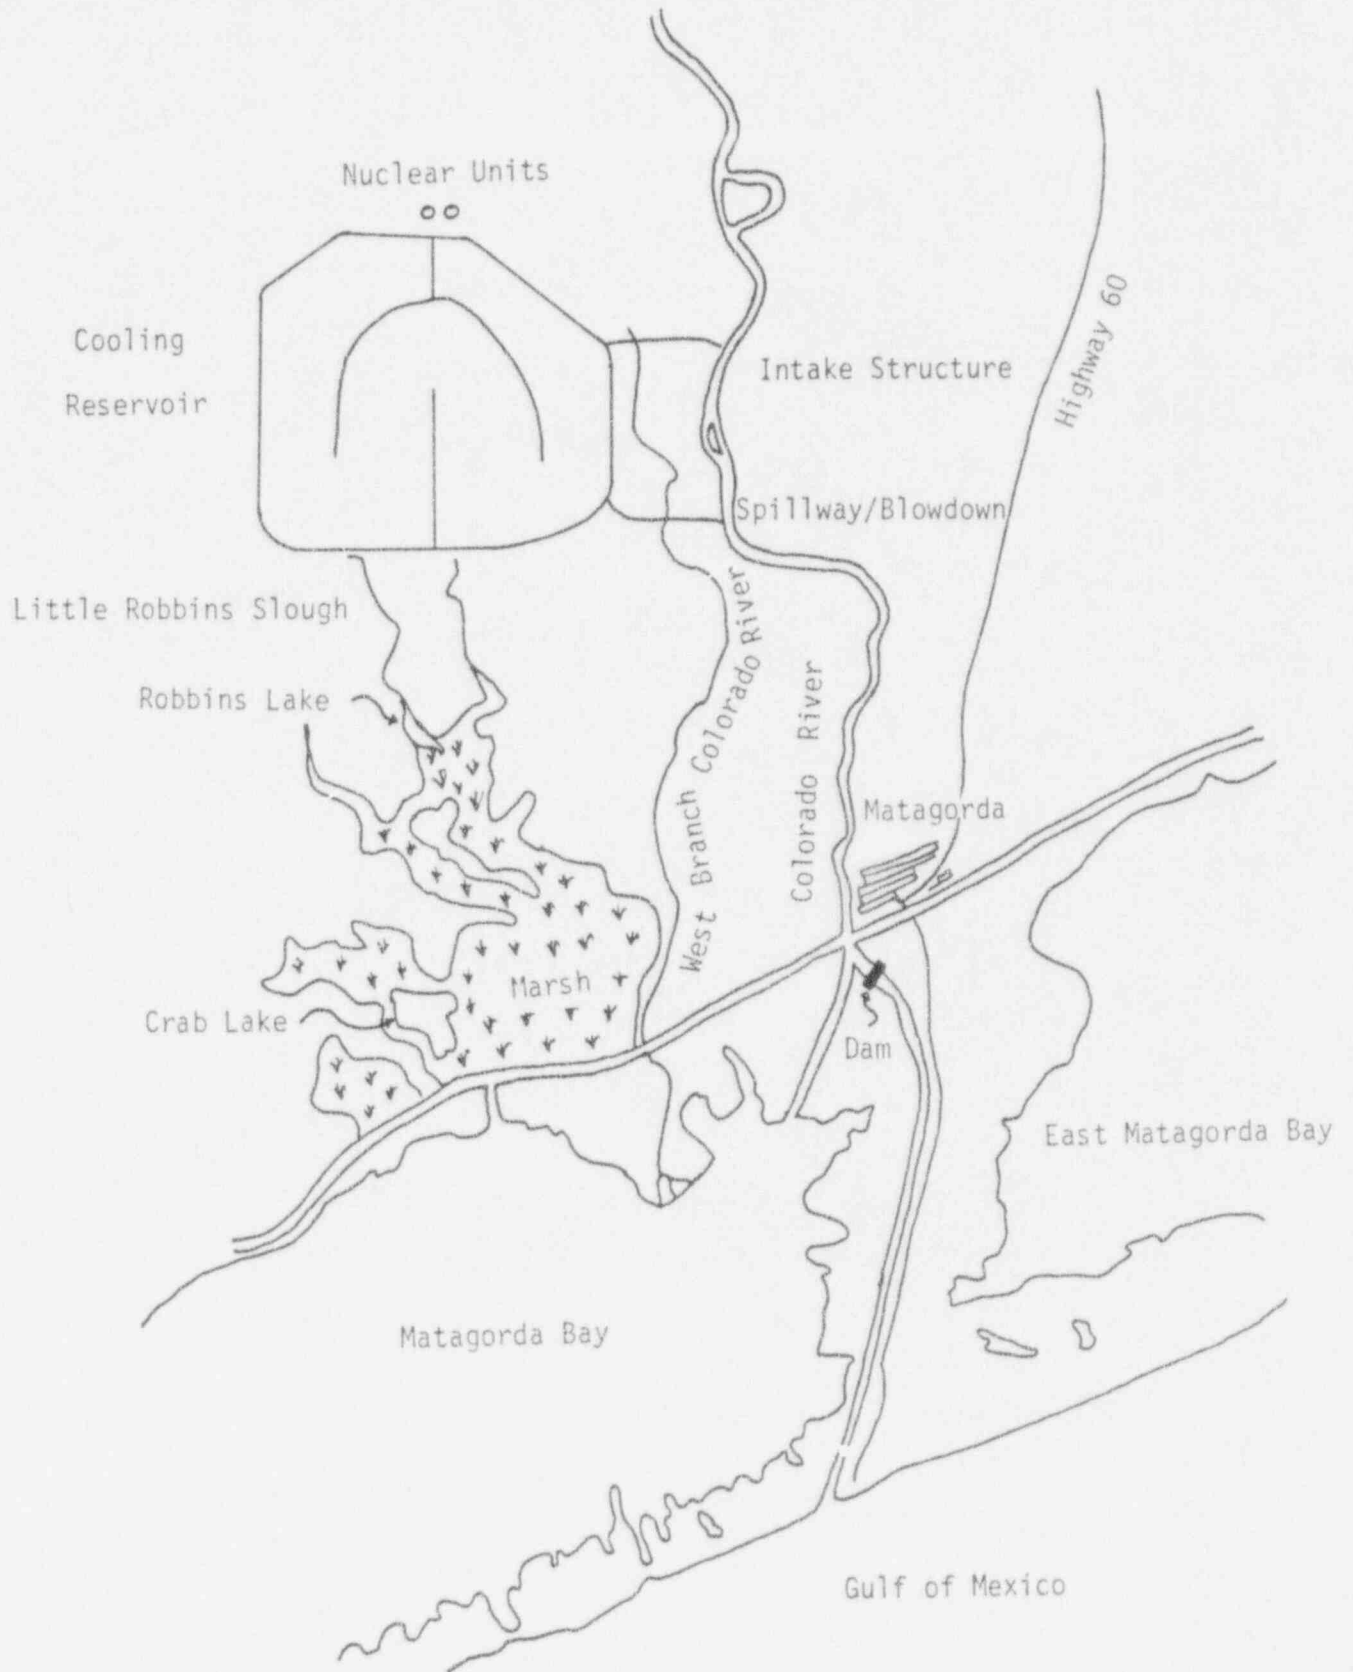 Nuclear Units
Cooling
Reservoir
Intake Structure
Highway 60
Spillway/Blowdown
Little Robbins Slough
Robbins Lake
West Branch Colorado River
Colorado River
Matagorda
Marsh
Crab Lake
Dam
East Matagorda Bay
Matagorda Bay
Gulf of Mexico